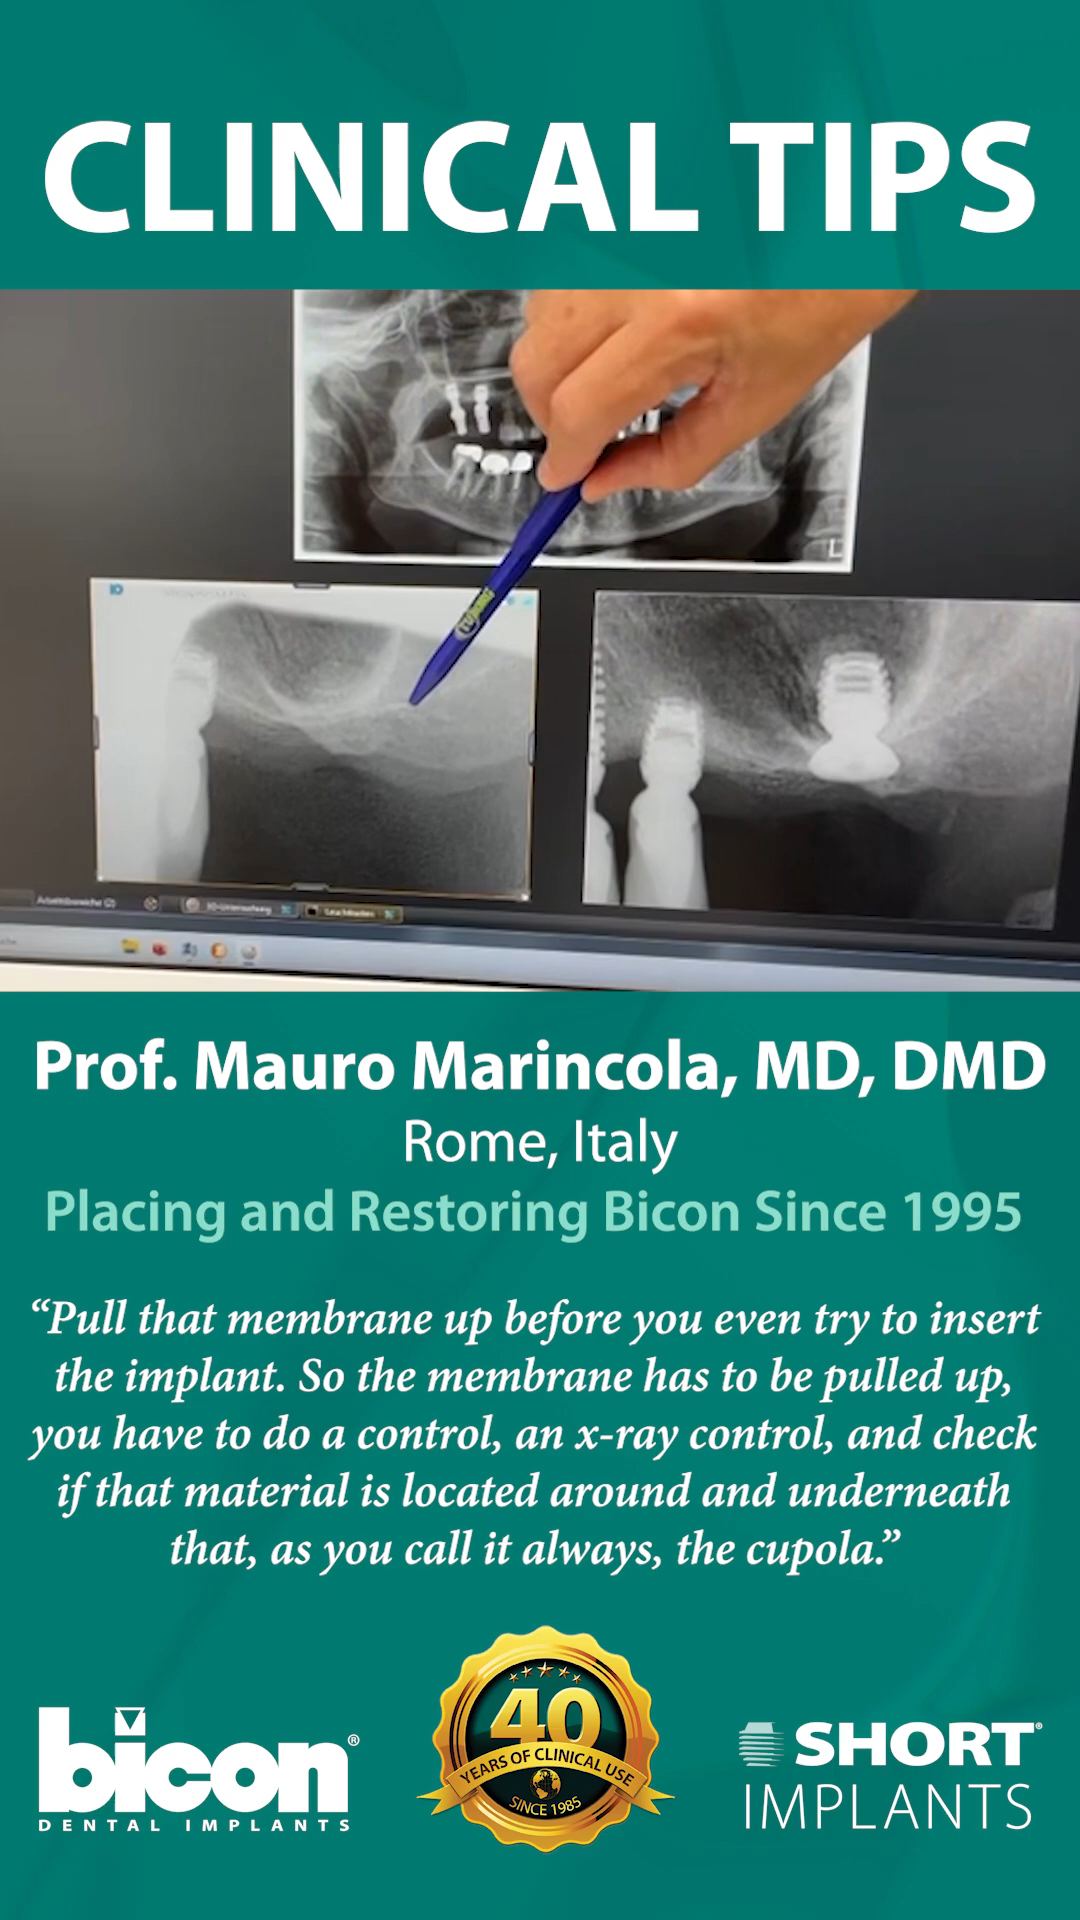 CLINICAL TIPS
L
Prof. Mauro Marincola, MD, DMD
Rome, Italy
Placing and Restoring Bicon Since 1995
“Pull that membrane up before you even try to insert
the implant. So the membrane has to be pulled up,
you have to do a control, an x-ray control, and check
if that material is located around and underneath
that, as you call it always, the cupola.”
bicon®
DENTAL IMPLANTS
40
YEARS OF CLINICAL USE
SINCE 1985
SHORT®
IMPLANTS